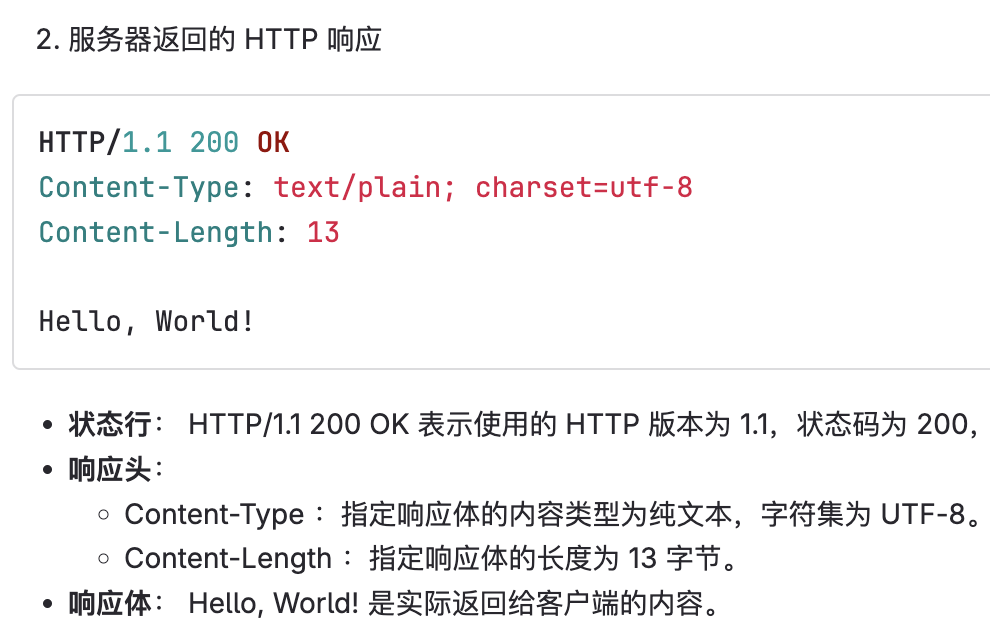 2. 服务器返回的 HTTP 响应
HTTP/1.1 200 OK
Content-Type: text/plain; charset=utf-8
Content-Length: 13
Hello, World!
• 状态行： HTTP/1.1 200 OK 表示使用的 HTTP 版本为 1.1，状态码为 200，
• 响应头：
◦ Content-Type ：指定响应体的内容类型为纯文本，字符集为 UTF-8。
◦ Content-Length ：指定响应体的长度为 13 字节。
• 响应体： Hello, World! 是实际返回给客户端的内容。